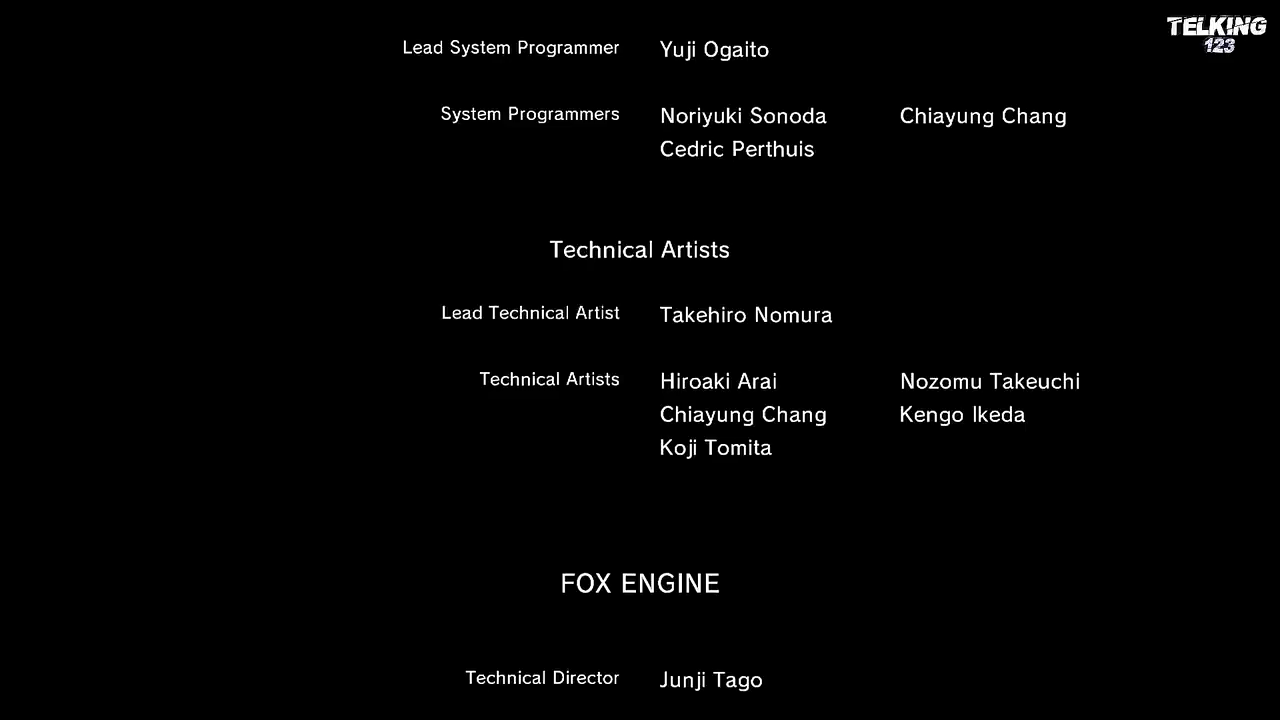 TELKING
123
Lead System Programmer Yuji Ogaito
System Programmers Noriyuki Sonoda Chiayung Chang
Cedric Perthuis
Technical Artists
Lead Technical Artist Takehiro Nomura
Technical Artists Hiroaki Arai Nozomu Takeuchi
Chiayung Chang Kengo Ikeda
Koji Tomita
FOX ENGINE
Technical Director Junji Tago